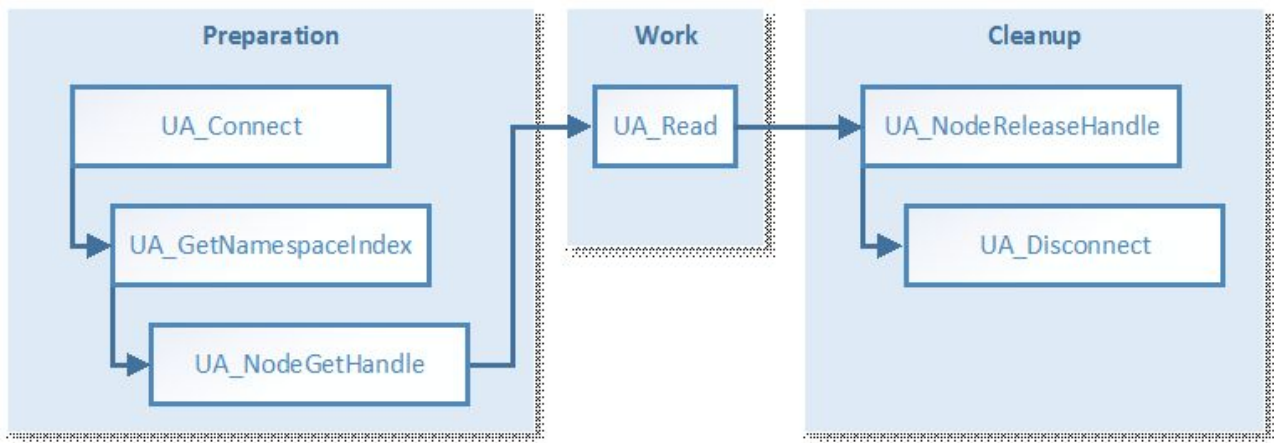 Preparation
UA_Connect
UA_GetNamespaceIndex
UA_NodeGetHandle
Work
UA_Read
Cleanup
UA_NodeReleaseHandle
UA_Disconnect